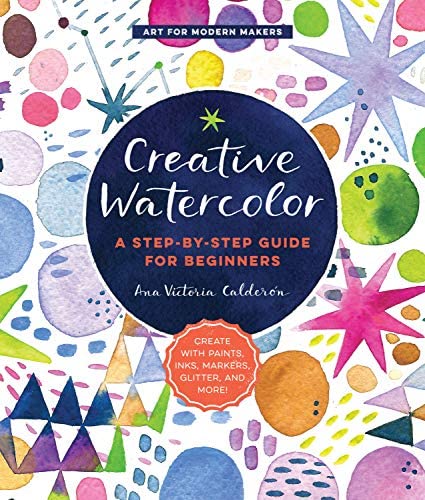 ART FOR MODERN MAKERS
Creative
Watercolor
A STEP-BY-STEP GUIDE
FOR BEGINNERS
Ana Victoria Calderón
CREATE
WITH PAINTS,
INKS, MARKERS,
GLITTER, AND
MORE!